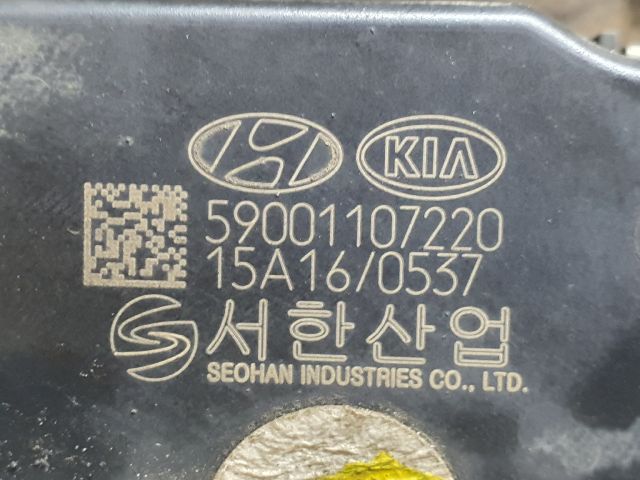 KIA
59001107220
15A16/0537
서한산업
SEOHAN INDUSTRIES CO., LTD.